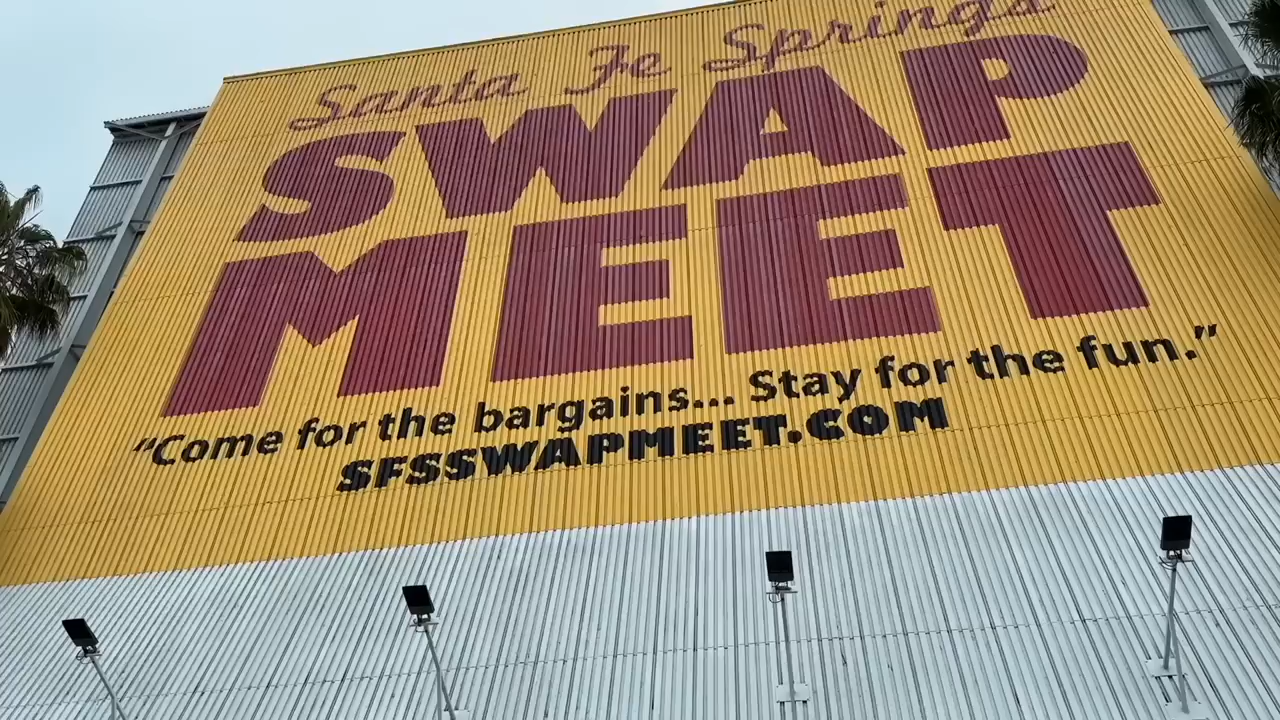 Santa Fe Springs
SWAP
MEET
“Come for the bargains... Stay for the fun.”
SFSSWAPMEET.COM